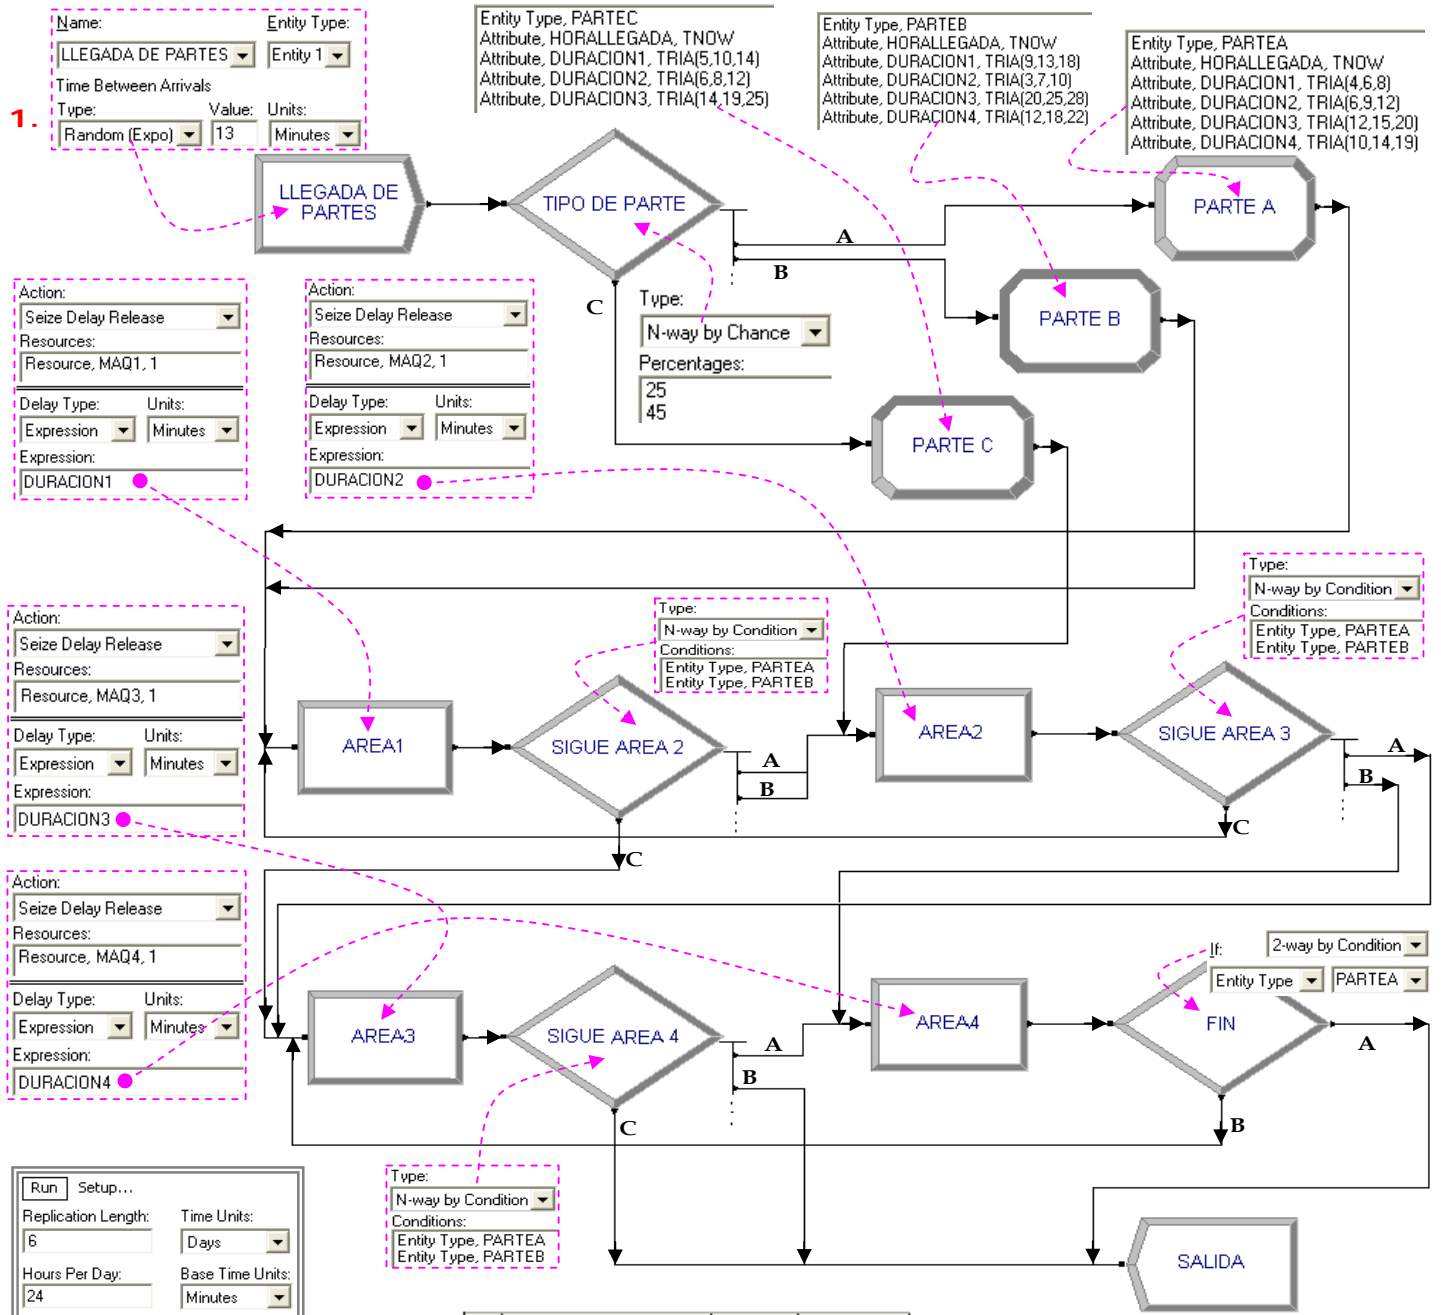 1.
Name:
Entity Type:
LLEGADA DE PARTES
Entity 1
Time Between Arrivals
Type:
Value:
Units:
Random (Expo)
13
Minutes
Entity Type, PARTEC
Attribute, HORALLEGADA, TNOW
Attribute, DURACION1, TRIA(5,10,14)
Attribute, DURACION2, TRIA(6,8,12)
Attribute, DURACION3, TRIA(14,19,25)
Entity Type, PARTEB
Attribute, HORALLEGADA, TNOW
Attribute, DURACION1, TRIA(9,13,18)
Attribute, DURACION2, TRIA(3,7,10)
Attribute, DURACION3, TRIA(20,25,28)
Attribute, DURACION4, TRIA(12,18,22)
Entity Type, PARTEA
Attribute, HORALLEGADA, TNOW
Attribute, DURACION1, TRIA(4,6,8)
Attribute, DURACION2, TRIA(6,9,12)
Attribute, DURACION3, TRIA(12,15,20)
Attribute, DURACION4, TRIA(10,14,19)
LLEGADA DE
PARTES
TIPO DE PARTE
A
B
C
PARTE A
PARTE B
PARTE C
Type:
N-way by Chance
Percentages:
25
45
Action:
Seize Delay Release
Resources:
Resource, MAQ1, 1
Delay Type:
Units:
Expression
Minutes
Expression:
DURACION1
Action:
Seize Delay Release
Resources:
Resource, MAQ2, 1
Delay Type:
Units:
Expression
Minutes
Expression:
DURACION2
Action:
Seize Delay Release
Resources:
Resource, MAQ3, 1
Delay Type:
Units:
Expression
Minutes
Expression:
DURACION3
Type:
N-way by Condition
Conditions:
Entity Type, PARTEA
Entity Type, PARTEB
Type:
N-way by Condition
Conditions:
Entity Type, PARTEA
Entity Type, PARTEB
AREA1
SIGUE AREA 2
A
B
C
AREA2
SIGUE AREA 3
A
B
C
Action:
Seize Delay Release
Resources:
Resource, MAQ4, 1
Delay Type:
Units:
Expression
Minutes
Expression:
DURACION4
AREA3
SIGUE AREA 4
A
B
C
AREA4
If:
2-way by Condition
Entity Type
PARTEA
FIN
A
B
Type:
N-way by Condition
Conditions:
Entity Type, PARTEA
Entity Type, PARTEB
SALIDA
Run Setup...
Replication Length:
Time Units:
6
Days
Hours Per Day:
Base Time Units:
24
Minutes